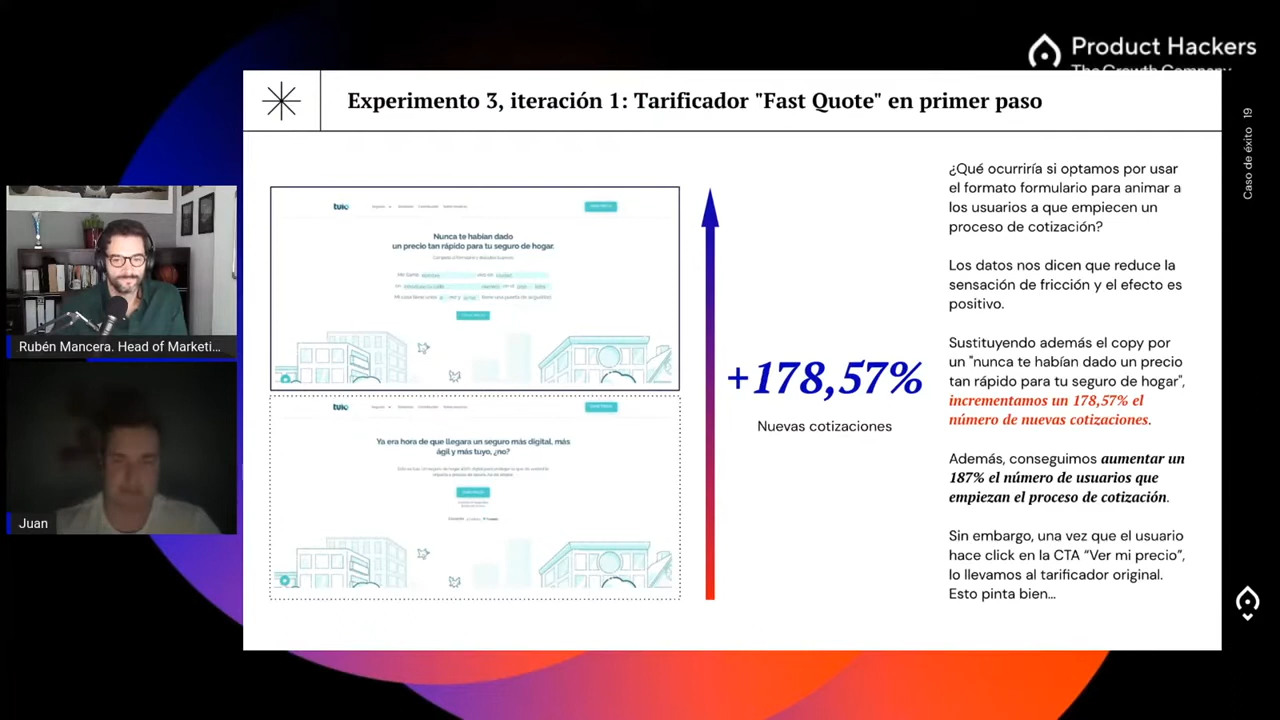 Product Hackers
The Growth Company
Experimento 3, iteración 1: Tarificador "Fast Quote" en primer paso
Caso de éxito 19
Rubén Mancera. Head of Marketi...
Juan
tuio
Nunca te habían dado
un precio tan rápido para tu seguro de hogar.
tuio
Ya era hora de que llegara un seguro más digital, más
ágil y más tuyo, ¿no?
+178,57%
Nuevas cotizaciones
¿Qué ocurriría si optamos por usar
el formato formulario para animar a
los usuarios a que empiecen un
proceso de cotización?
Los datos nos dicen que reduce la
sensación de fricción y el efecto es
positivo.
Sustituyendo además el copy por
un "nunca te habían dado un precio
tan rápido para tu seguro de hogar",
incrementamos un 178,57% el
número de nuevas cotizaciones.
Además, conseguimos aumentar un
187% el número de usuarios que
empiezan el proceso de cotización.
Sin embargo, una vez que el usuario
hace click en la CTA “Ver mi precio”,
lo llevamos al tarificador original.
Esto pinta bien...